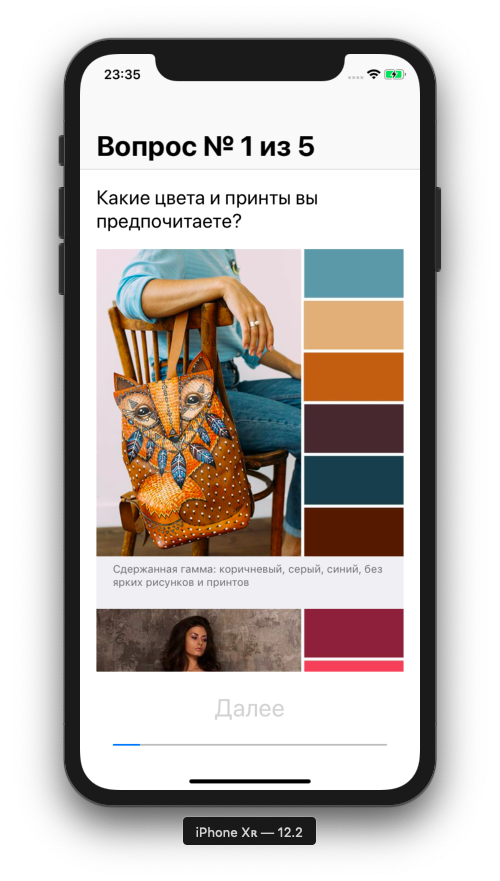 23:35
Вопрос № 1 из 5
Какие цвета и принты вы
предпочитаете?
Сдержанная гамма: коричневый, серый, синий, без
ярких рисунков и принтов
Далее
iPhone Xʀ — 12.2